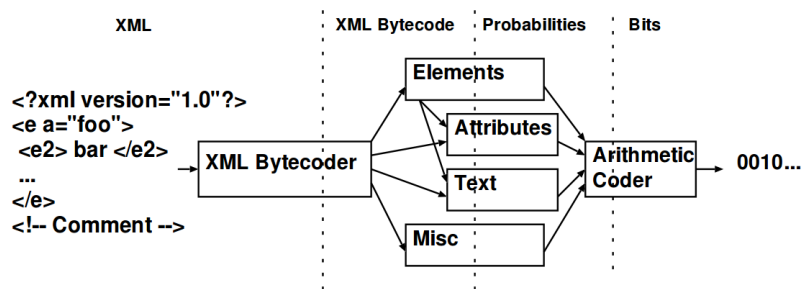 XML
XML Bytecode
Probabilities
Bits
<?xml version="1.0"?>
<e a="foo">
<e2> bar </e2>
...
</e>
<!-- Comment -->
XML Bytecoder
Elements
Attributes
Text
Misc
Arithmetic
Coder
0010...